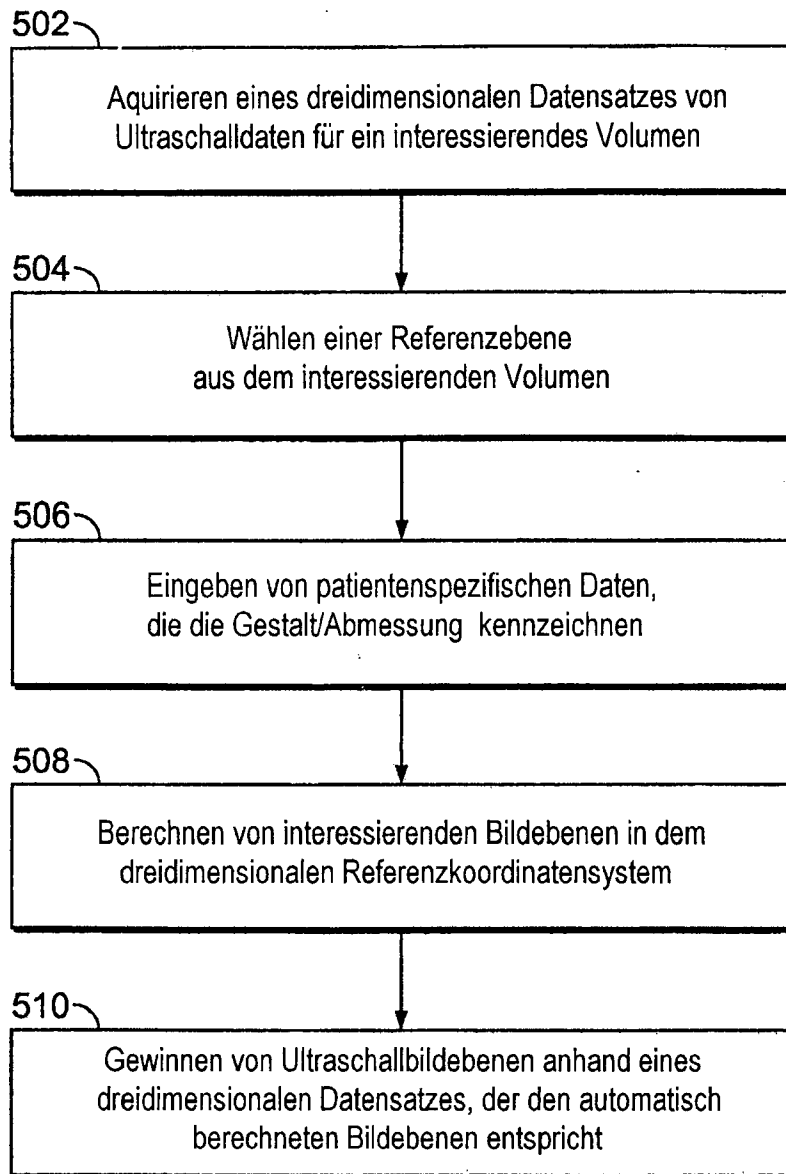 502
Aquirieren eines dreidimensionalen Datensatzes von
Ultraschalldaten für ein interessierendes Volumen
504
Wählen einer Referenzebene
aus dem interessierenden Volumen
506
Eingeben von patientenspezifischen Daten,
die die Gestalt/Abmessung kennzeichnen
508
Berechnen von interessierenden Bildebenen in dem
dreidimensionalen Referenzkoordinatensystem
510
Gewinnen von Ultraschallbildebenen anhand eines
dreidimensionalen Datensatzes, der den automatisch
berechneten Bildebenen entspricht